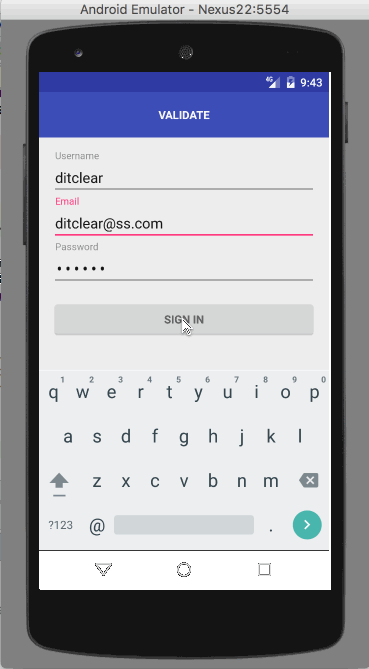 Android Emulator - Nexus22:5554
4G 9:43
VALIDATE
Username
ditclear
Email
ditclear@ss.com
Password
••••••
SIGN IN
1 2 3 4 5 6 7 8 9 0
q w e r t y u i o p
a s d f g h j k l
z x c v b n m
?123 @ .